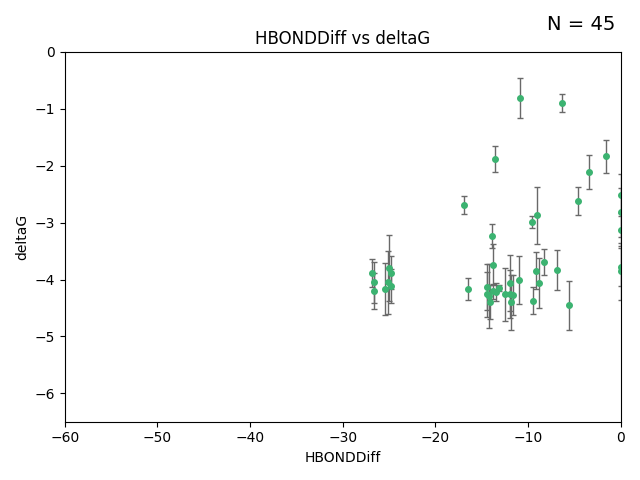 N = 45
HBONDDiff vs deltaG
deltaG
0
−1
−2
−3
−4
−5
−6
−60 −50 −40 −30 −20 −10 0
HBONDDiff